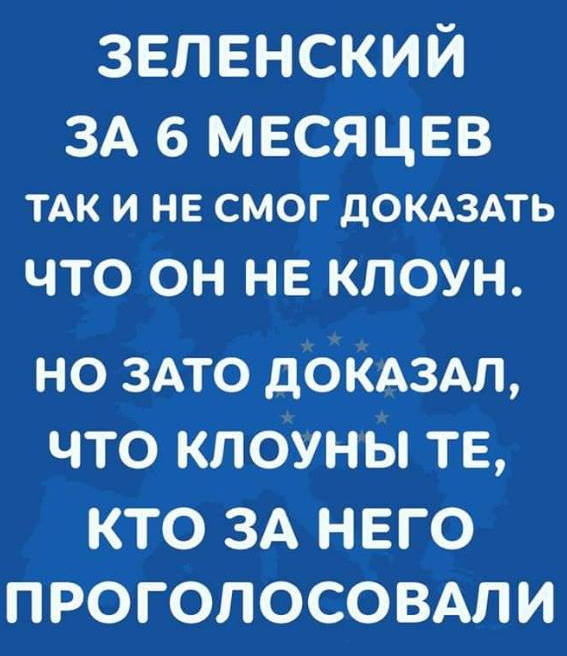 ЗЕЛЕНСКИЙ
ЗА 6 МЕСЯЦЕВ
ТАК И НЕ СМОГ ДОКАЗАТЬ
ЧТО ОН НЕ КЛОУН.
НО ЗАТО ДОКАЗАЛ,
ЧТО КЛОУНЫ ТЕ,
КТО ЗА НЕГО
ПРОГОЛОСОВАЛИ